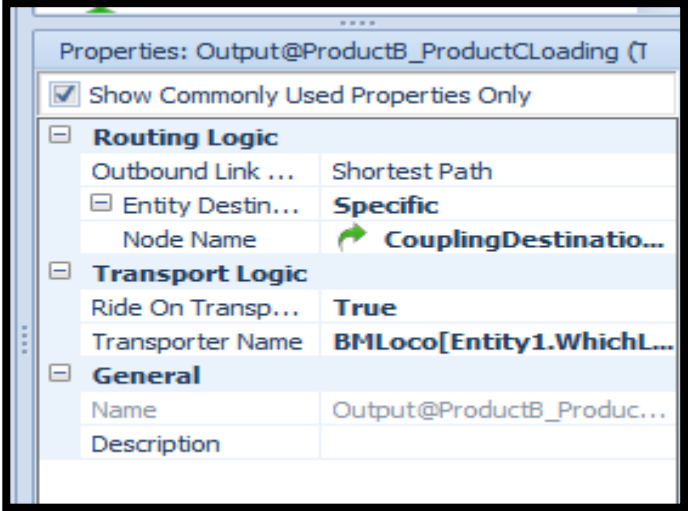 Properties: Output@ProductB_ProductCLoading (T
Show Commonly Used Properties Only
Routing Logic
Outbound Link ... Shortest Path
Entity Destin... Specific
Node Name CouplingDestinatio...
Transport Logic
Ride On Transp... True
Transporter Name BMLoco[Entity1.WhichL...
General
Name Output@ProductB_Produc...
Description